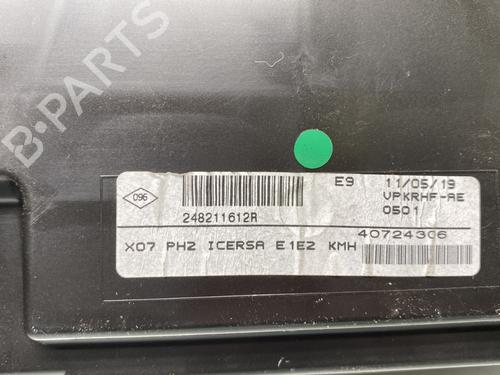 B-PARTS
E9 11/05/19
VPKRHF-AE
096
0501
248211612R
40724306
X07 PH2 ICERSA E1E2 KMH